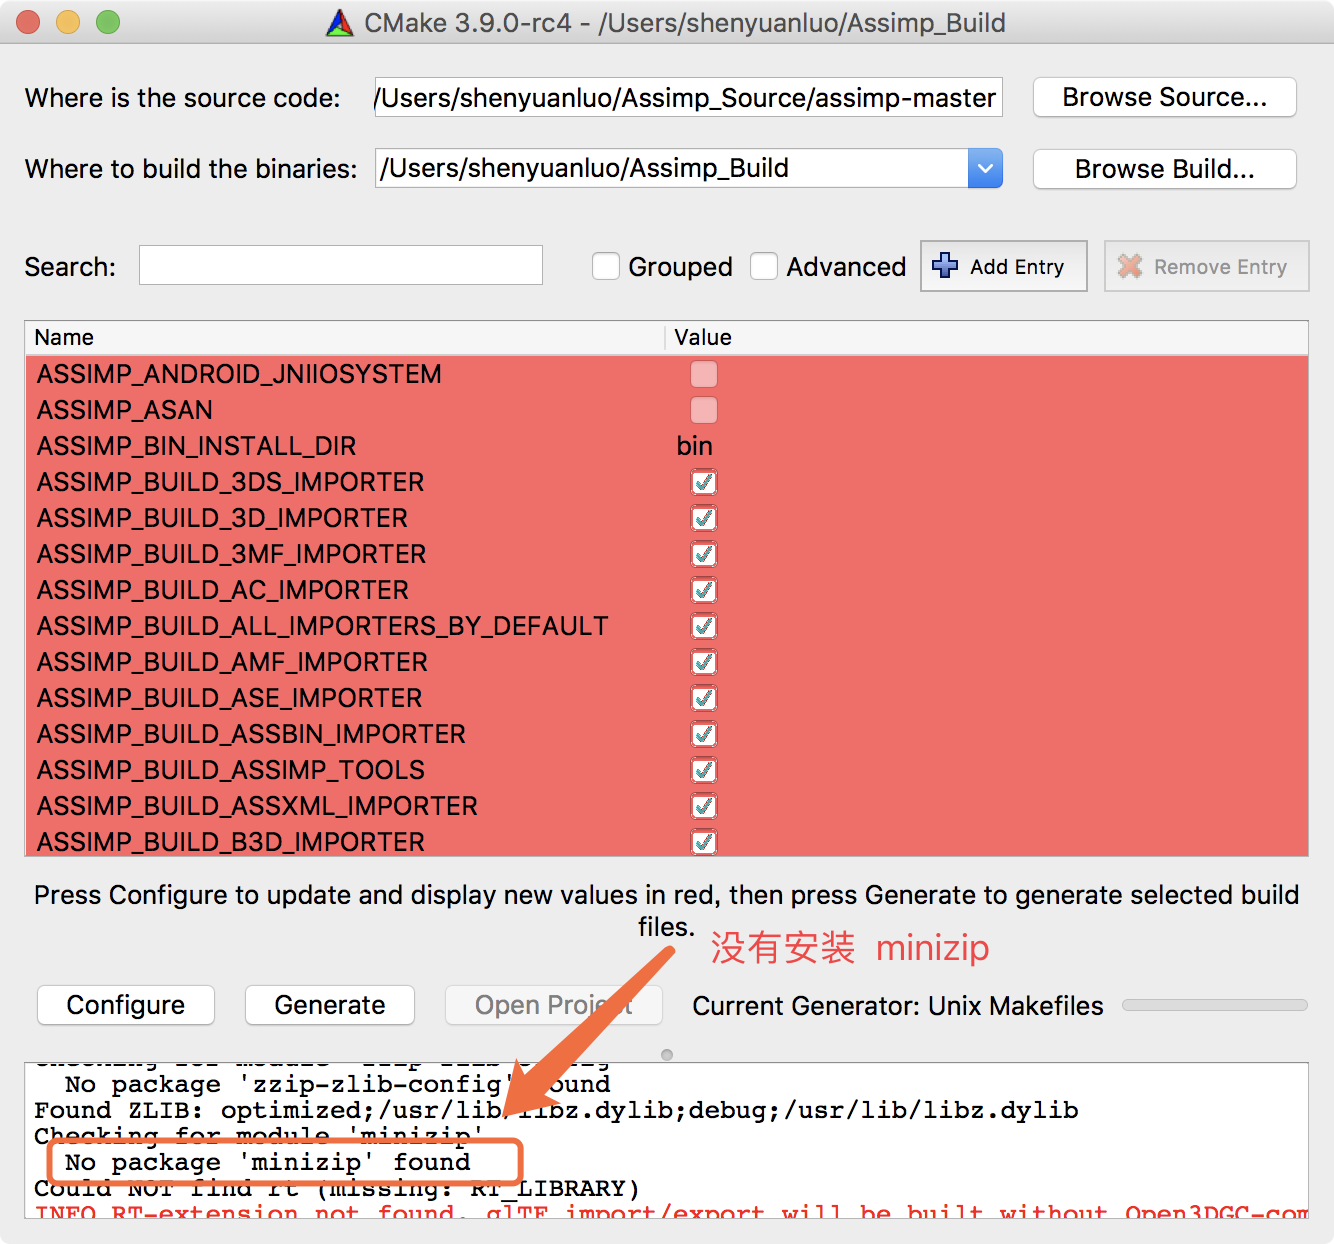 CMake 3.9.0-rc4 - /Users/shenyuanluo/Assimp_Build
Where is the source code: /Users/shenyuanluo/Assimp_Source/assimp-master Browse Source...
Where to build the binaries: /Users/shenyuanluo/Assimp_Build Browse Build...
Search: Grouped Advanced Add Entry Remove Entry
Name Value
ASSIMP_ANDROID_JNIIOSYSTEM
ASSIMP_ASAN
ASSIMP_BIN_INSTALL_DIR bin
ASSIMP_BUILD_3DS_IMPORTER
ASSIMP_BUILD_3D_IMPORTER
ASSIMP_BUILD_3MF_IMPORTER
ASSIMP_BUILD_AC_IMPORTER
ASSIMP_BUILD_ALL_IMPORTERS_BY_DEFAULT
ASSIMP_BUILD_AMF_IMPORTER
ASSIMP_BUILD_ASE_IMPORTER
ASSIMP_BUILD_ASSBIN_IMPORTER
ASSIMP_BUILD_ASSIMP_TOOLS
ASSIMP_BUILD_ASSXML_IMPORTER
ASSIMP_BUILD_B3D_IMPORTER
Press Configure to update and display new values in red, then press Generate to generate selected build
files.
没有安装 minizip
Configure Generate Open Project Current Generator: Unix Makefiles
Checking for module
No package 'zzip-zlib-config' found
Found ZLIB: optimized;/usr/lib/libz.dylib;debug;/usr/lib/libz.dylib
Checking for module 'minizip'
No package 'minizip' found
Could NOT find rt (missing: RT_LIBRARY)
INFO RT-extension not found. glTF import/export will be built without Open3DGC-com